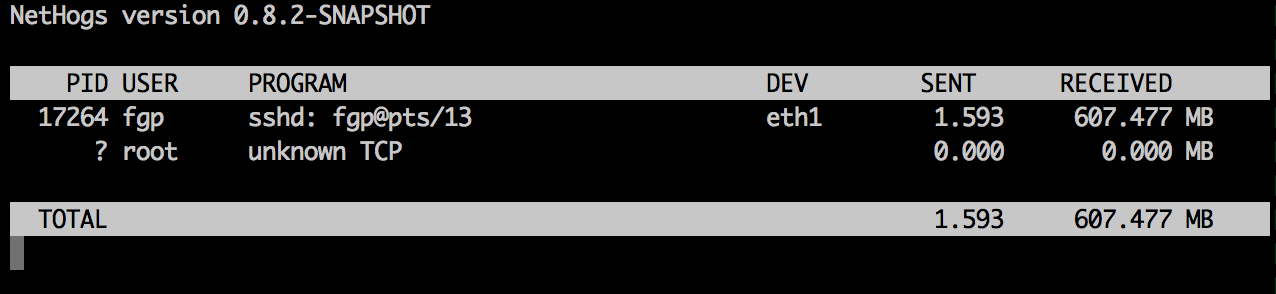 NetHogs version 0.8.2-SNAPSHOT
PID USER PROGRAM DEV SENT RECEIVED
17264 fgp sshd: fgp@pts/13 eth1 1.593 607.477 MB
? root unknown TCP 0.000 0.000 MB
TOTAL 1.593 607.477 MB